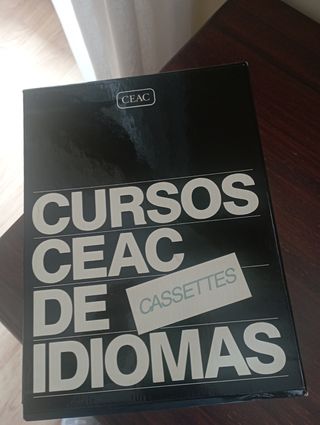 CEAC
CURSOS
CEAC
DE CASSETTES
IDIOMAS